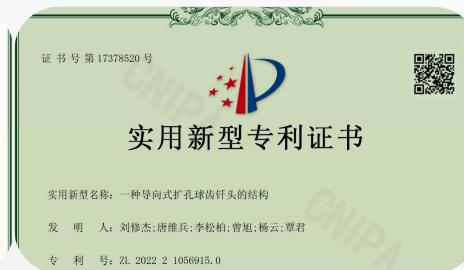 证书号第17378520号
CNIPA
实用新型专利证书
实用新型名称：一种导向式扩孔球齿钎头的结构
CNIPA
发明人：刘修杰;唐维兵;李松柏;曾旭;杨云;覃君
专利号：ZL 2022 2 1056915.0